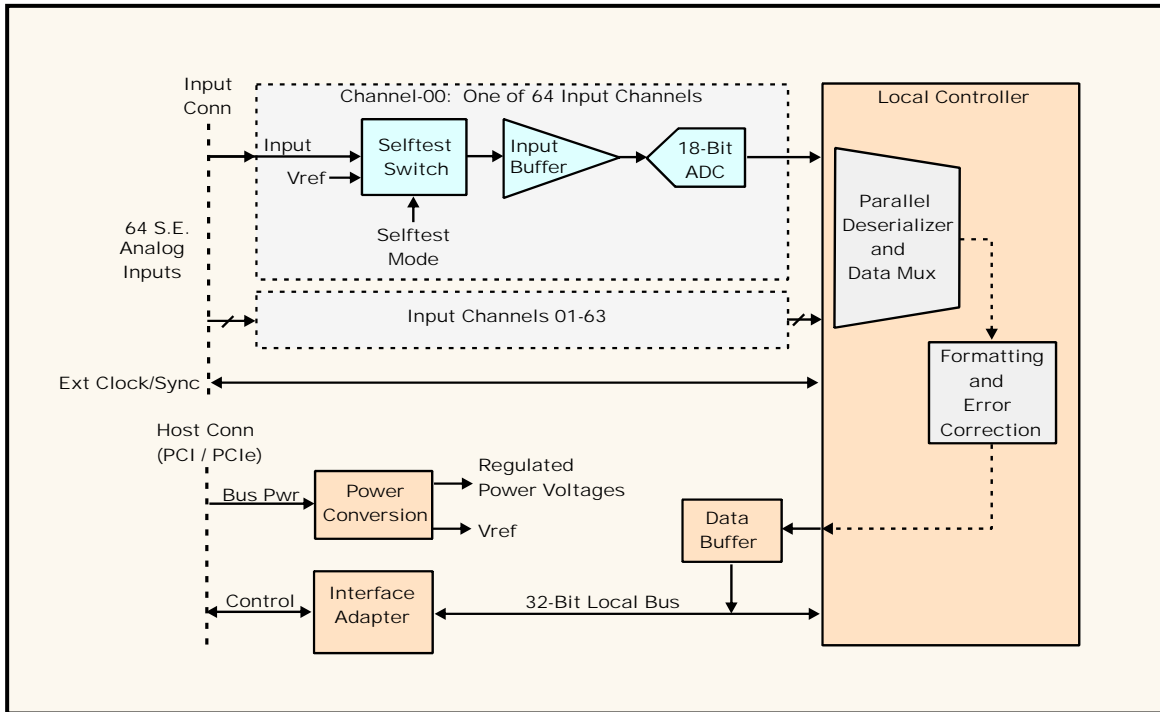 Input
Conn
Channel-00: One of 64 Input Channels
Local Controller
Input
Vref
Selftest
Switch
Input
Buffer
18-Bit
ADC
Selftest
Mode
64 S.E.
Analog
Inputs
Parallel
Deserializer
and
Data Mux
Input Channels 01-63
Ext Clock/Sync
Formatting
and
Error
Correction
Host Conn
(PCI / PCIe)
Bus Pwr
Power
Conversion
Regulated
Power Voltages
Vref
Data
Buffer
Control
Interface
Adapter
32-Bit Local Bus